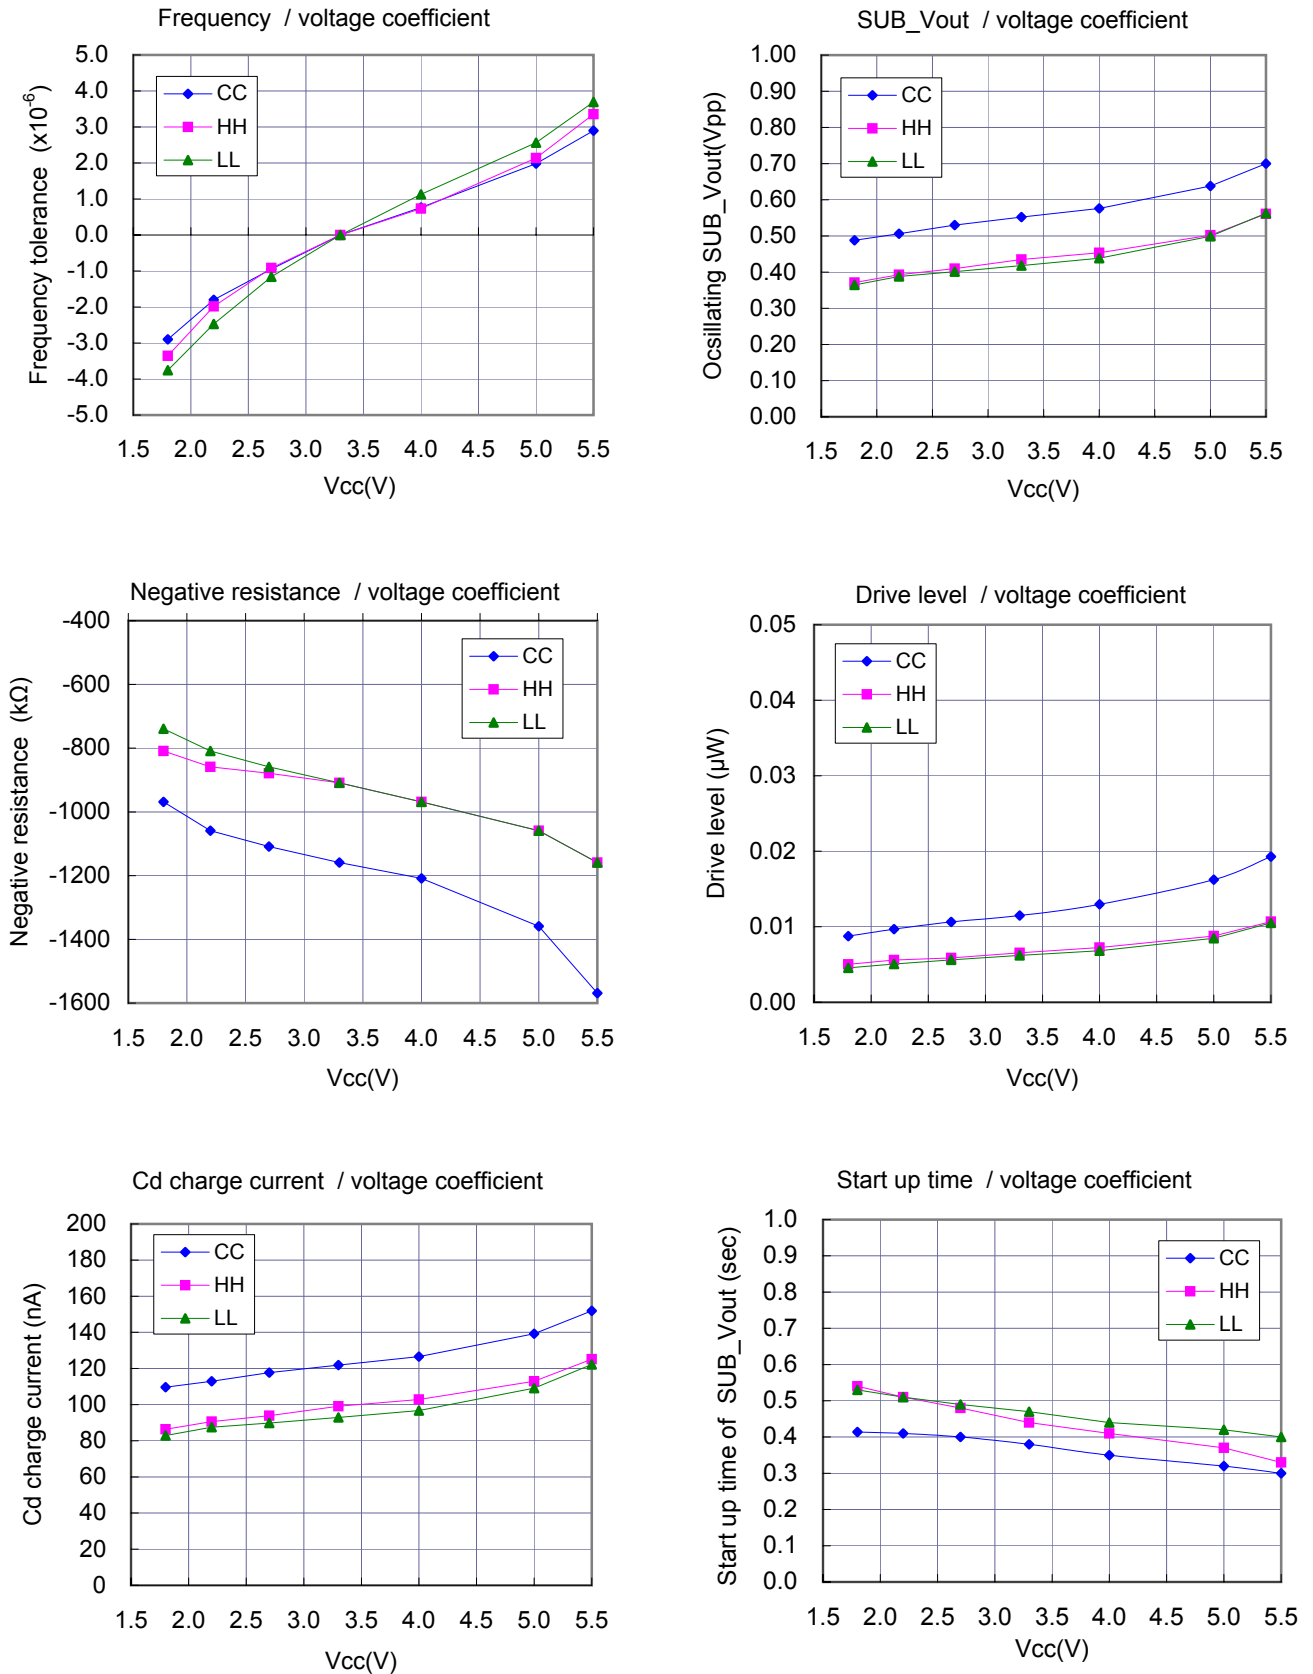 Frequency / voltage coefficient
5.0
4.0
3.0
2.0
1.0
0.0
-1.0
-2.0
-3.0
-4.0
-5.0
Frequency tolerance (x10-6)
CC
HH
LL
1.5 2.0 2.5 3.0 3.5 4.0 4.5 5.0 5.5
Vcc(V)
SUB_Vout / voltage coefficient
1.00
0.90
0.80
0.70
0.60
0.50
0.40
0.30
0.20
0.10
0.00
Ocsillating SUB_Vout(Vpp)
CC
HH
LL
1.5 2.0 2.5 3.0 3.5 4.0 4.5 5.0 5.5
Vcc(V)
Negative resistance / voltage coefficient
-400
-600
-800
-1000
-1200
-1400
-1600
Negative resistance (kΩ)
CC
HH
LL
1.5 2.0 2.5 3.0 3.5 4.0 4.5 5.0 5.5
Vcc(V)
Drive level / voltage coefficient
0.05
0.04
0.03
0.02
0.01
0.00
Drive level (µW)
CC
HH
LL
1.5 2.0 2.5 3.0 3.5 4.0 4.5 5.0 5.5
Vcc(V)
Cd charge current / voltage coefficient
200
180
160
140
120
100
80
60
40
20
0
Cd charge current (nA)
CC
HH
LL
1.5 2.0 2.5 3.0 3.5 4.0 4.5 5.0 5.5
Vcc(V)
Start up time / voltage coefficient
1.0
0.9
0.8
0.7
0.6
0.5
0.4
0.3
0.2
0.1
0.0
Start up time of SUB_Vout (sec)
CC
HH
LL
1.5 2.0 2.5 3.0 3.5 4.0 4.5 5.0 5.5
Vcc(V)